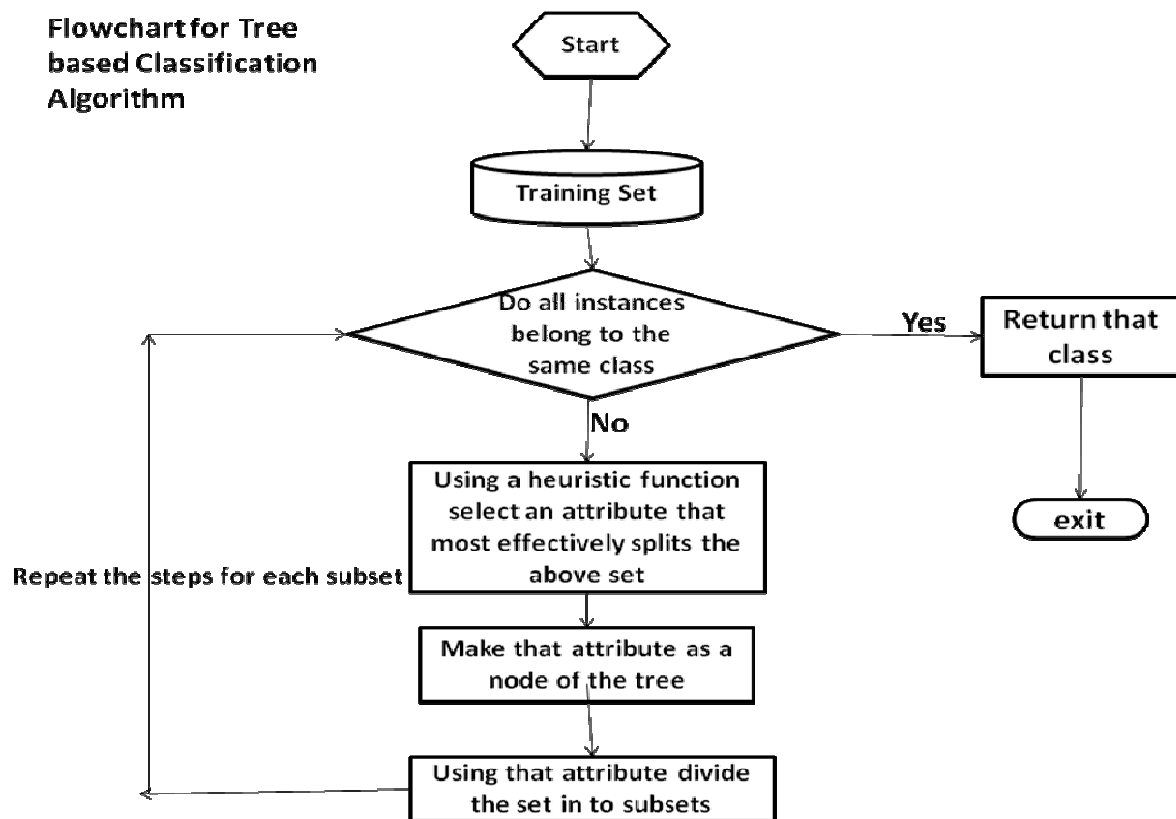 Flowchart for Tree
based Classification
Algorithm
Start
Training Set
Do all instances
belong to the
same class
Yes
Return that
class
exit
No
Using a heuristic function
select an attribute that
most effectively splits the
above set
Repeat the steps for each subset
Make that attribute as a
node of the tree
Using that attribute divide
the set in to subsets